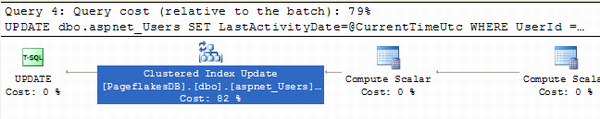 Query 4: Query cost (relative to the batch): 79%
UPDATE dbo.aspnet_Users SET LastActivityDate=@CurrentTimeUtc WHERE UserId =…
T-SQL
UPDATE
Cost: 0 %
Clustered Index Update
[PageflakesDB].[dbo].[aspnet_Users]…
Cost: 82 %
Compute Scalar
Cost: 0 %
Compute Sca
Cost: 0 %